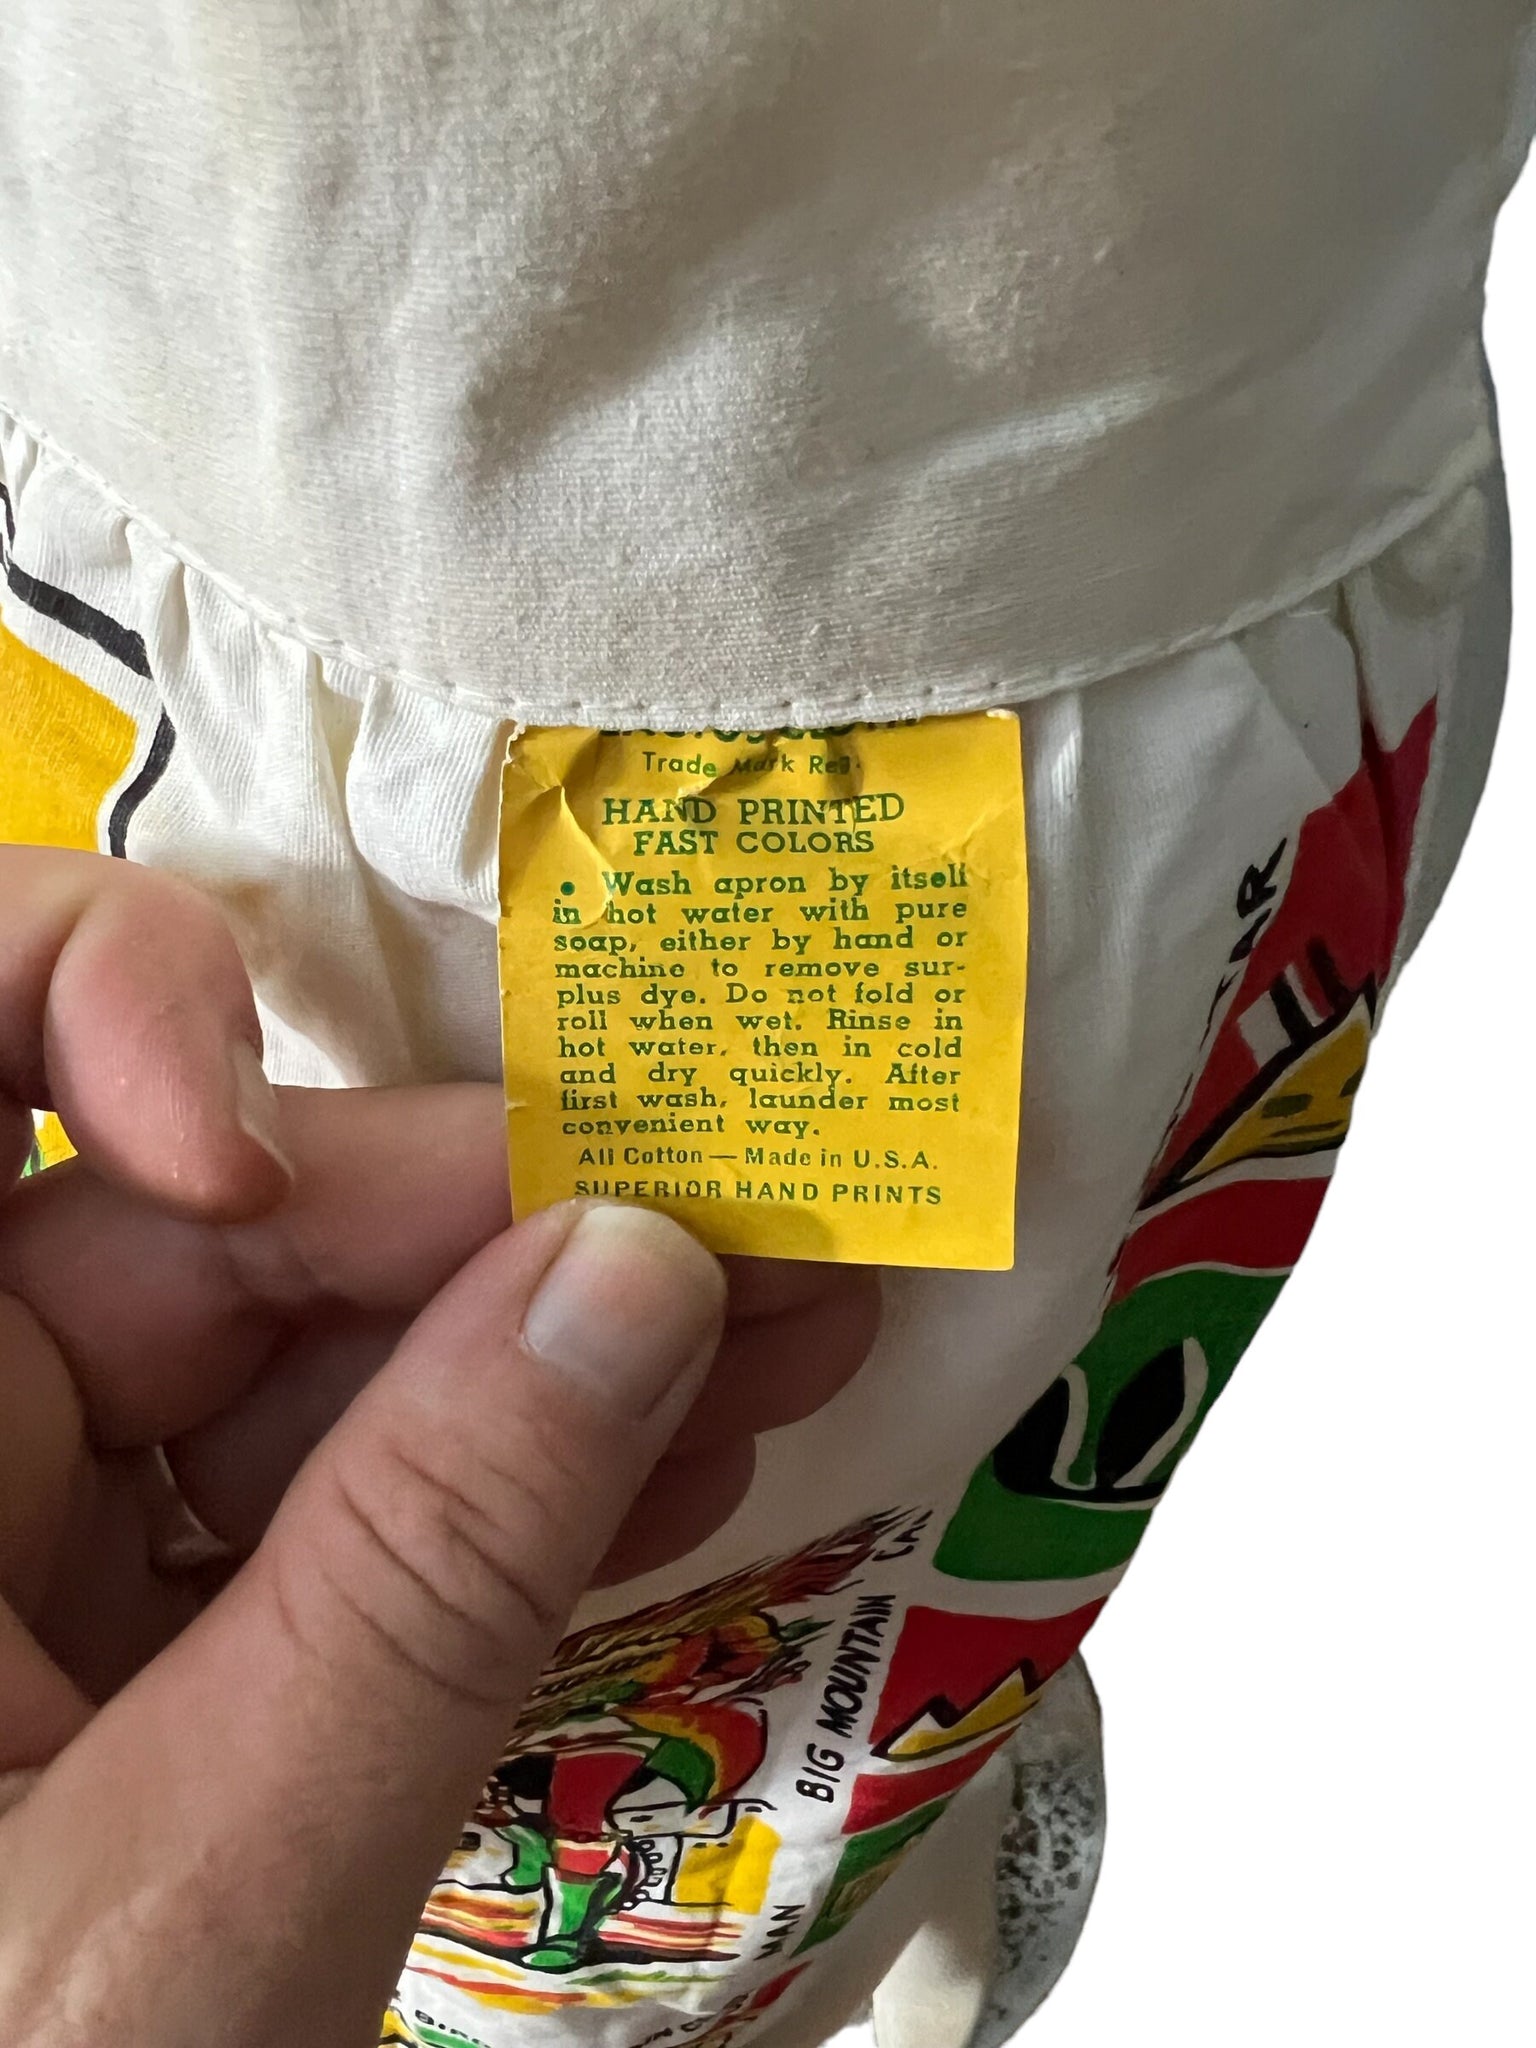 Trade Mark Reg.
HAND PRINTED
FAST COLORS
• Wash apron by itself
in hot water with pure
soap, either by hand or
machine to remove sur-
plus dye. Do not fold or
roll when wet. Rinse in
hot water, then in cold
and dry quickly. After
first wash, launder most
convenient way.
All Cotton — Made in U.S.A.
SUPERIOR HAND PRINTS
BIG MOUNTAIN
MAN